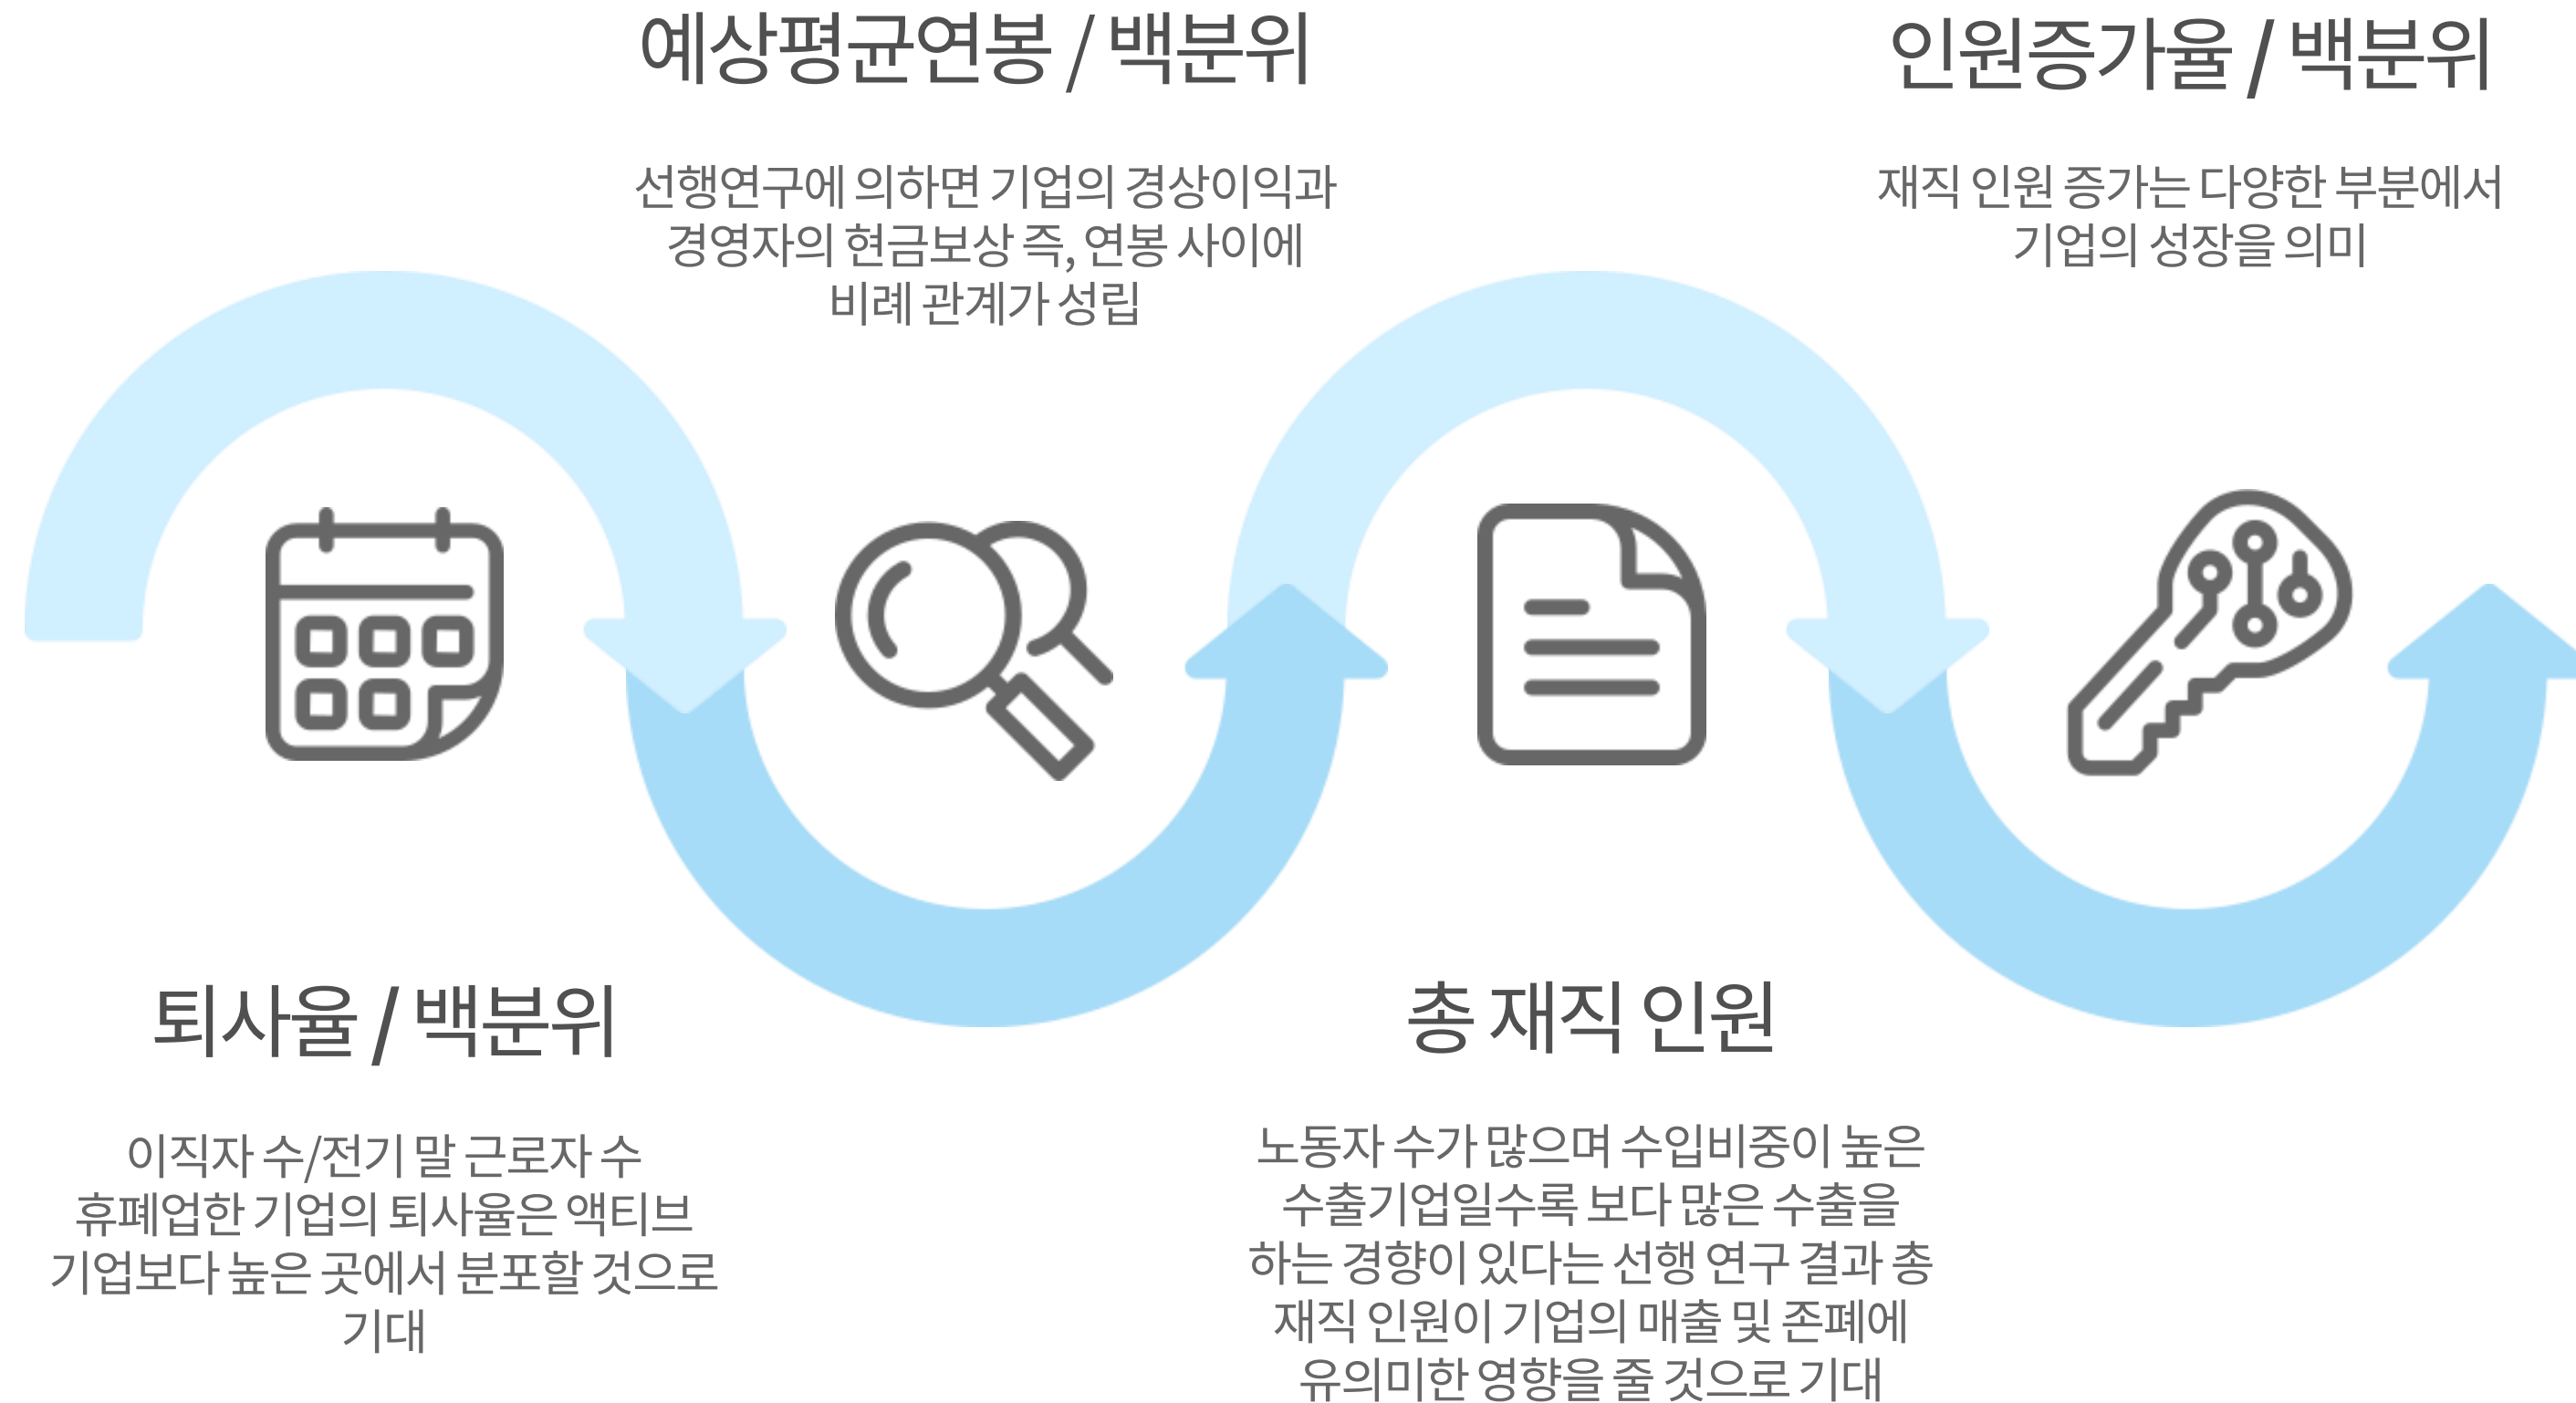 예상평균연봉 / 백분위
선행연구에 의하면 기업의 경상이익과
경영자의 현금보상 즉, 연봉 사이에
비례 관계가 성립
인원증가율 / 백분위
재직 인원 증가는 다양한 부분에서
기업의 성장을 의미
퇴사율 / 백분위
이직자 수/전기 말 근로자 수
휴폐업한 기업의 퇴사율은 액티브
기업보다 높은 곳에서 분포할 것으로
기대
총 재직 인원
노동자 수가 많으며 수입비중이 높은
수출기업일수록 보다 많은 수출을
하는 경향이 있다는 선행 연구 결과 총
재직 인원이 기업의 매출 및 존폐에
유의미한 영향을 줄 것으로 기대